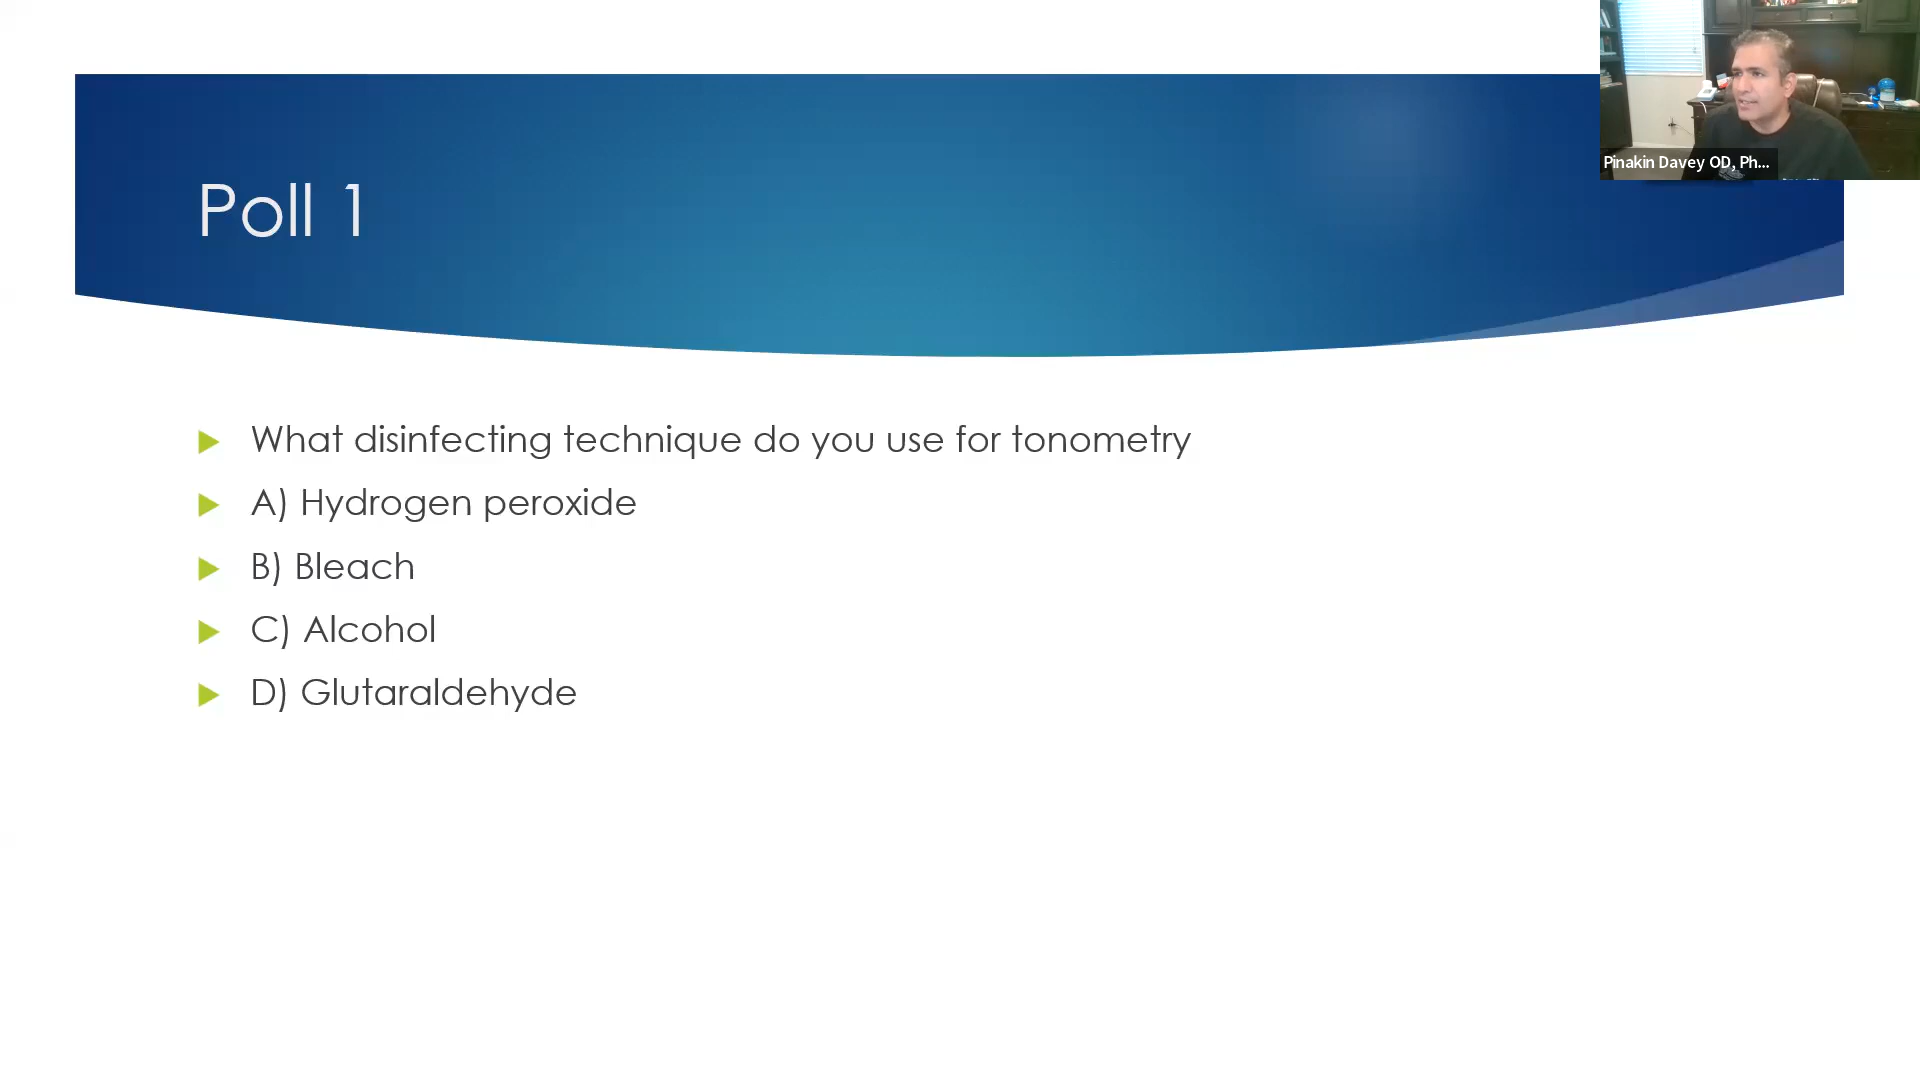 Poll 1
What disinfecting technique do you use for tonometry
A) Hydrogen peroxide
B) Bleach
C) Alcohol
D) Glutaraldehyde
Pinakin Davey OD, Ph...